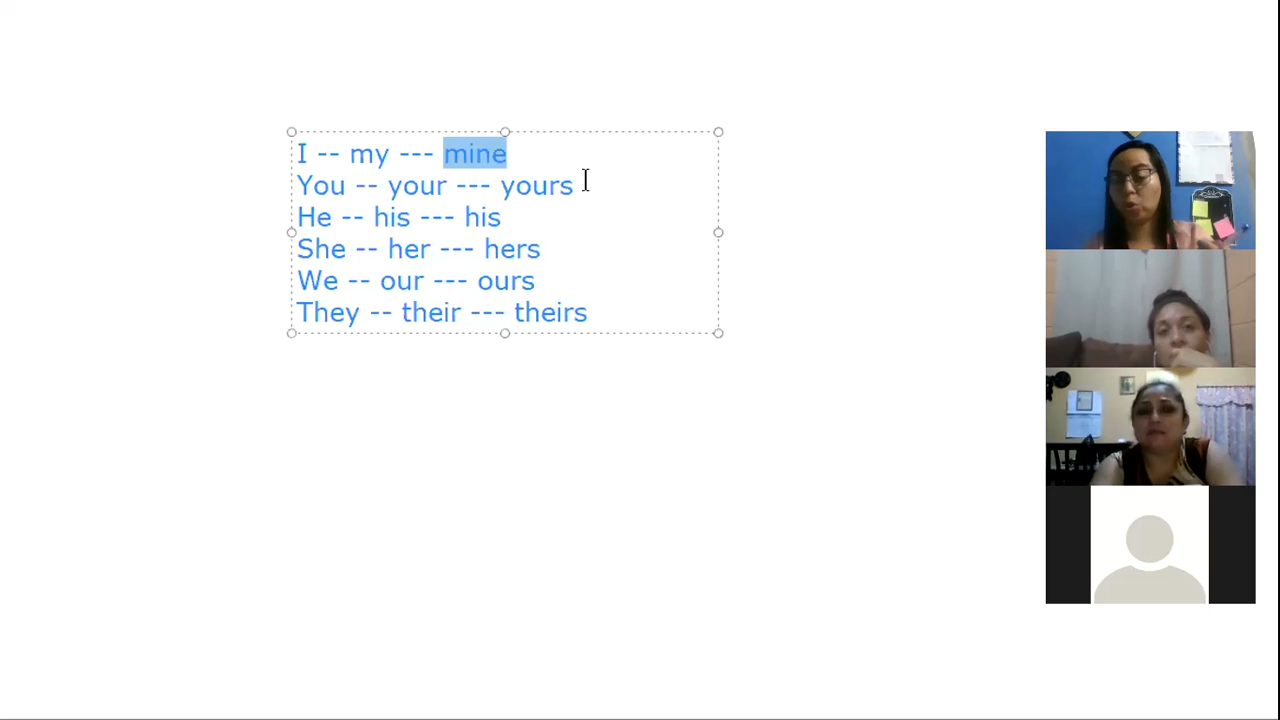 I -- my --- mine
You -- your --- yours
He -- his --- his
She -- her --- hers
We -- our --- ours
They -- their --- theirs